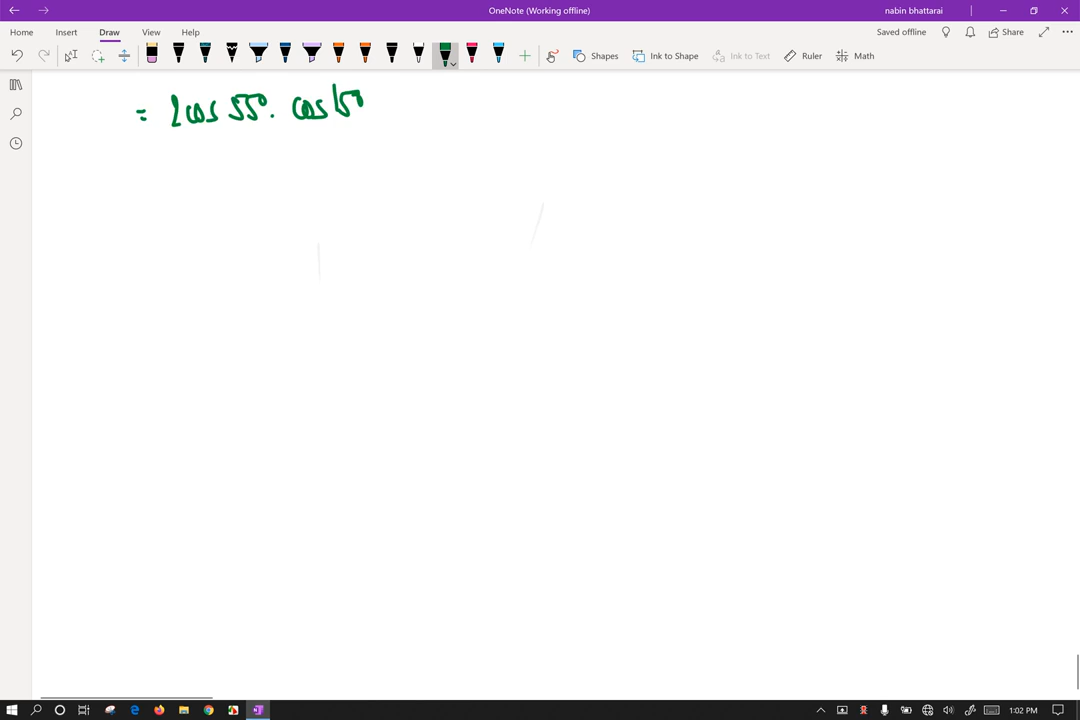 OneNote (Working offline)
nabin bhattarai
Home Insert Draw View Help
Saved offline
Share
Shapes
Ink to Shape
Ink to Text
Ruler
Math
= 2cos 55°. cos 15°
1:02 PM